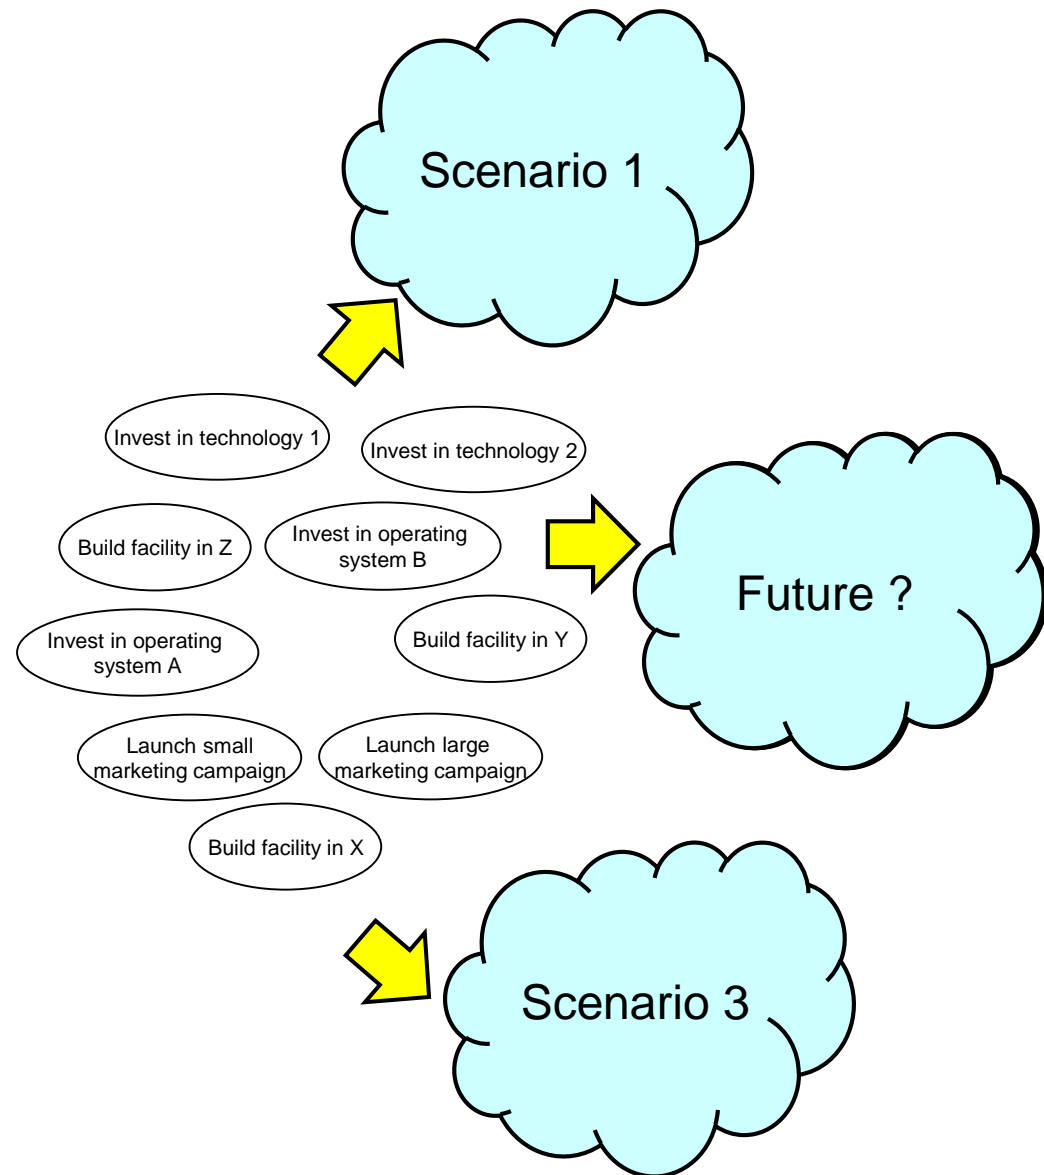 Scenario 1
Invest in technology 1
Invest in technology 2
Build facility in Z
Invest in operating
system B
Future ?
Invest in operating
system A
Build facility in Y
Launch small
marketing campaign
Launch large
marketing campaign
Build facility in X
Scenario 3